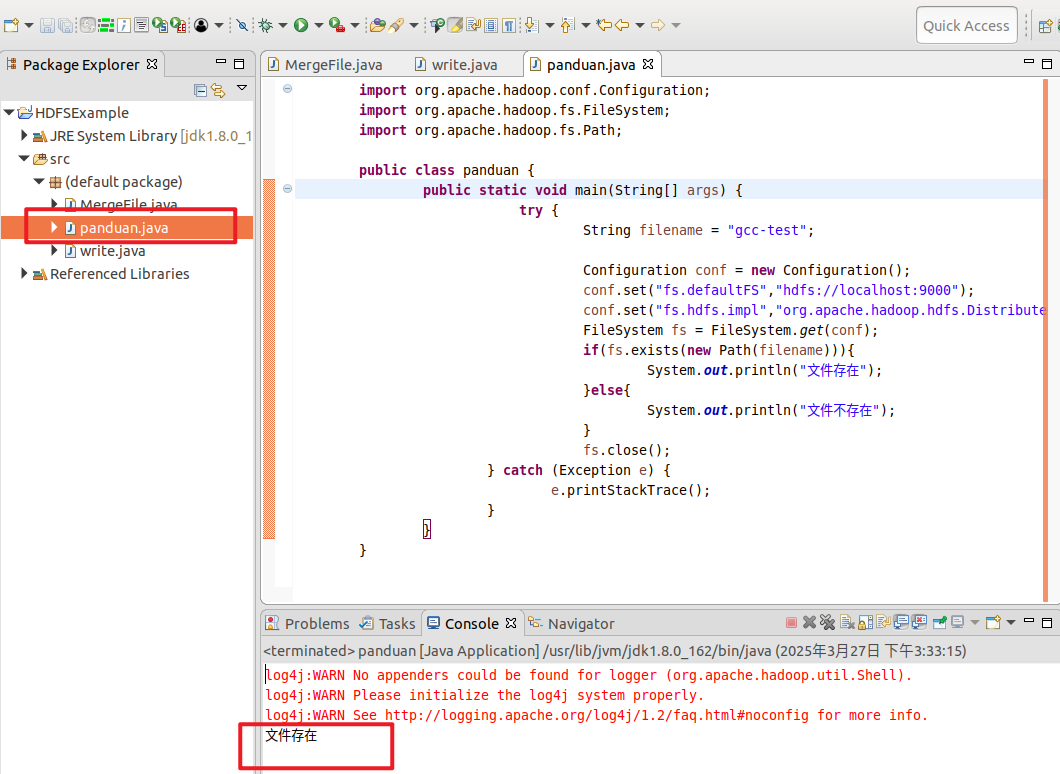 Quick Access
Package Explorer
HDFSExample
JRE System Library [jdk1.8.0_1
src
(default package)
MergeFile.java
panduan.java
write.java
Referenced Libraries
MergeFile.java write.java panduan.java
import org.apache.hadoop.conf.Configuration;
import org.apache.hadoop.fs.FileSystem;
import org.apache.hadoop.fs.Path;
public class panduan {
public static void main(String[] args) {
try {
String filename = "gcc-test";
Configuration conf = new Configuration();
conf.set("fs.defaultFS","hdfs://localhost:9000");
conf.set("fs.hdfs.impl","org.apache.hadoop.hdfs.Distribute
FileSystem fs = FileSystem.get(conf);
if(fs.exists(new Path(filename))){
System.out.println("文件存在");
}else{
System.out.println("文件不存在");
}
fs.close();
} catch (Exception e) {
e.printStackTrace();
}
}
}
Problems Tasks Console Navigator
<terminated> panduan [Java Application] /usr/lib/jvm/jdk1.8.0_162/bin/java (2025年3月27日 下午3:33:15)
log4j:WARN No appenders could be found for logger (org.apache.hadoop.util.Shell).
log4j:WARN Please initialize the log4j system properly.
log4j:WARN See http://logging.apache.org/log4j/1.2/faq.html#noconfig for more info.
文件存在